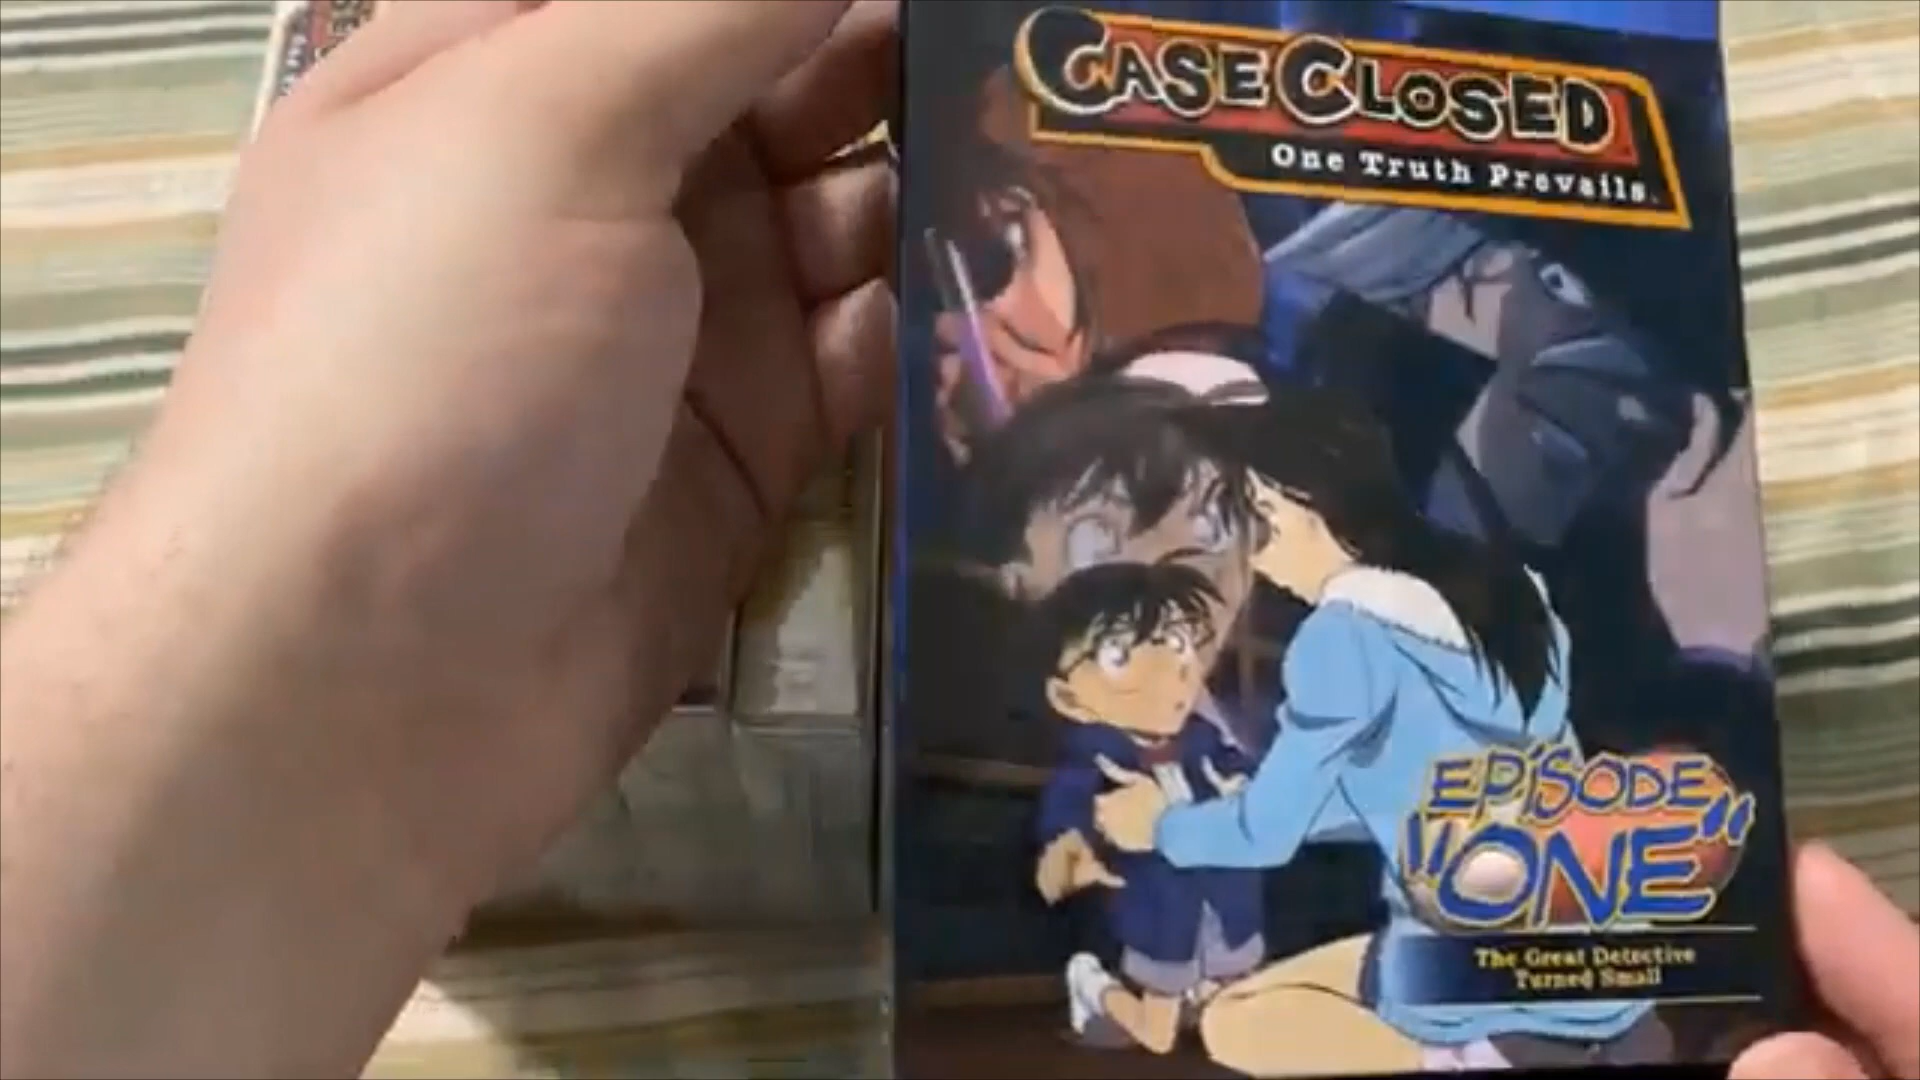 CASE CLOSED
One Truth Prevails.
EPISODE
"ONE"
The Great Detective
Turned Small